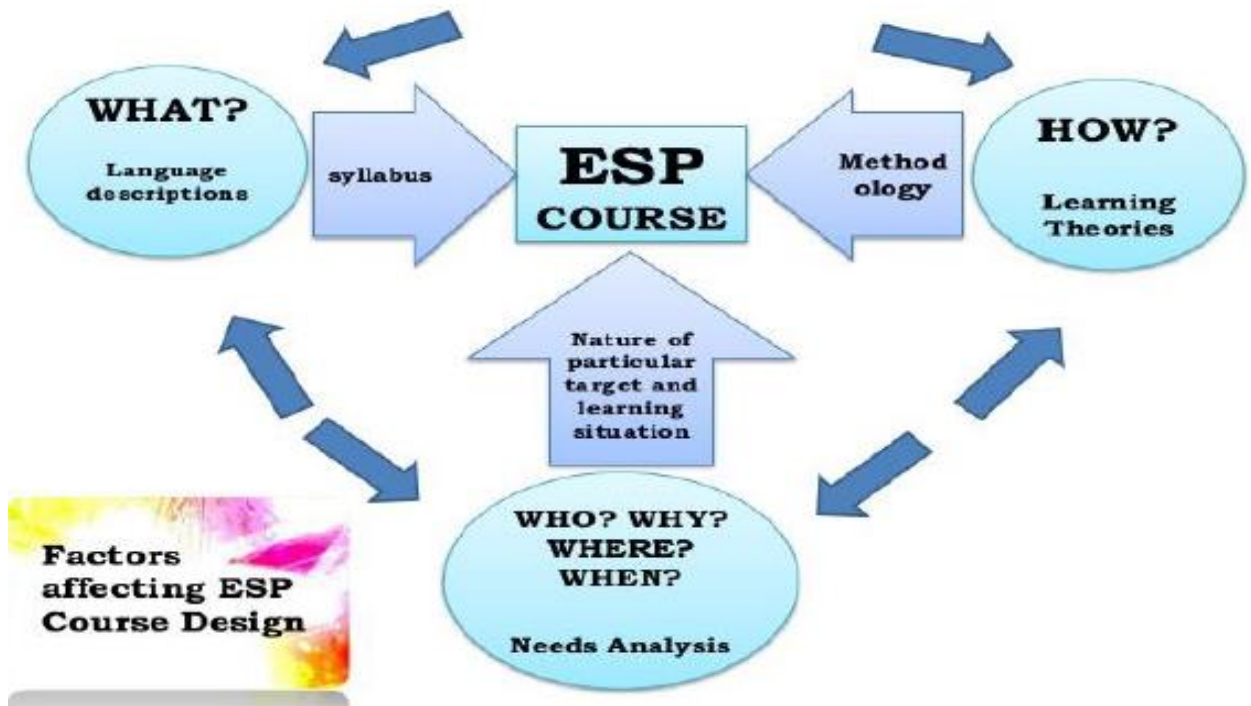 WHAT?
Language
descriptions
syllabus
ESP
COURSE
Method
ology
HOW?
Learning
Theories
Nature of
particular
target and
learning
situation
WHO? WHY?
WHERE?
WHEN?
Needs Analysis
Factors
affecting ESP
Course Design